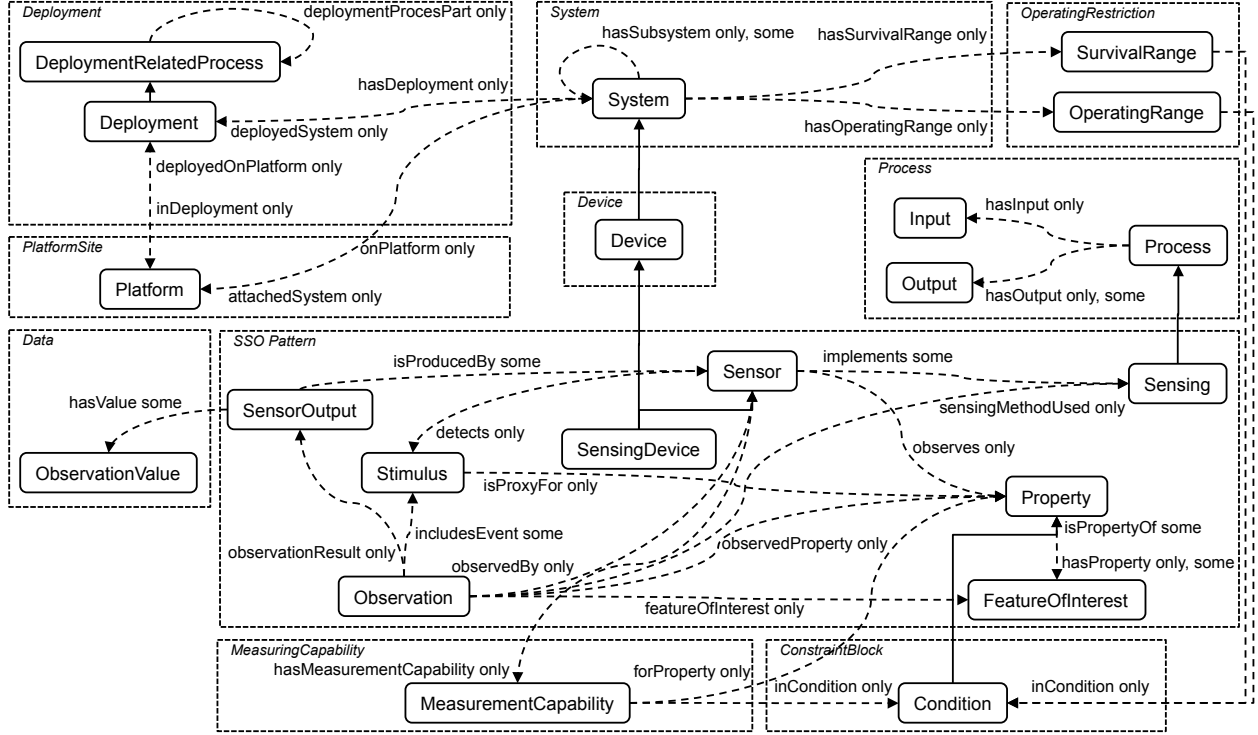 Deployment
deploymentProcesPart only
System
OperatingRestriction
hasSubsystem only, some
hasSurvivalRange only
DeploymentRelatedProcess
SurvivalRange
hasDeployment only
System
Deployment
OperatingRange
deployedSystem only
hasOperatingRange only
deployedOnPlatform only
Process
Device
hasInput only
inDeployment only
Input
Device
Process
PlatformSite
onPlatform only
Platform
Output
attachedSystem only
hasOutput only, some
Data
SSO Pattern
isProducedBy some
implements some
Sensor
Sensing
hasValue some
SensorOutput
sensingMethodUsed only
detects only
SensingDevice
observes only
ObservationValue
Stimulus
isProxyFor only
Property
includesEvent some
isPropertyOf some
observationResult only
observedBy only
observedProperty only
hasProperty only, some
Observation
featureOfInterest only
FeatureOfInterest
MeasuringCapability
ConstraintBlock
hasMeasurementCapability only
forProperty only
inCondition only
inCondition only
MeasurementCapability
Condition